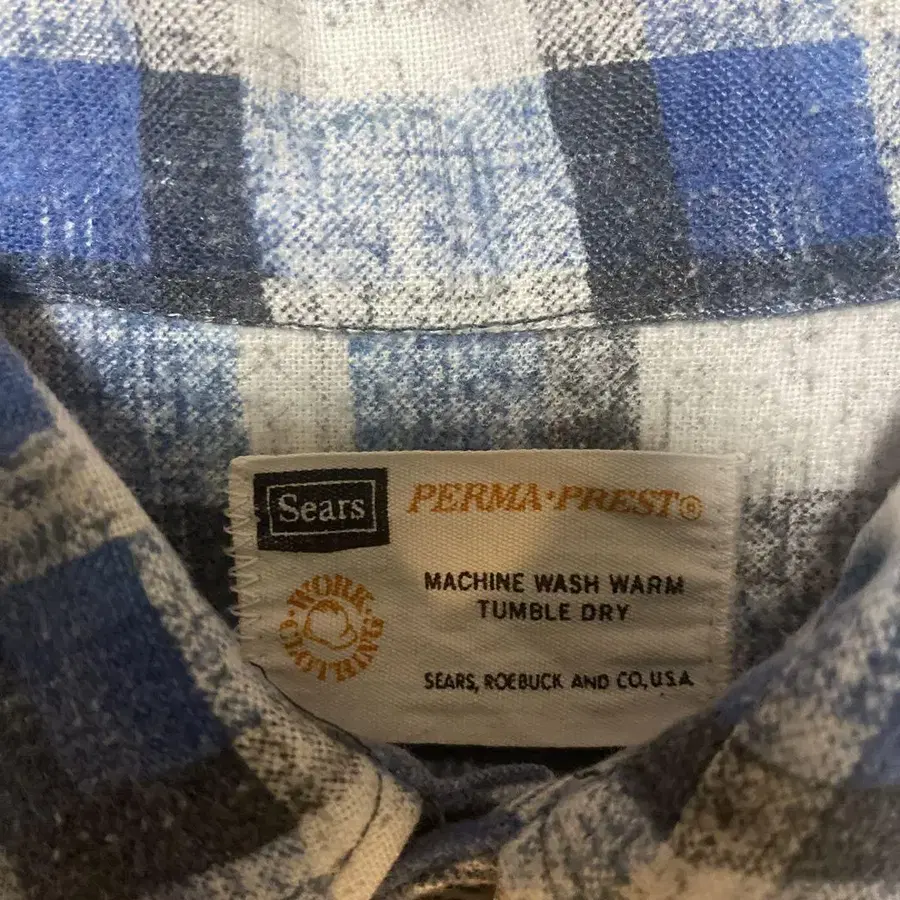 Sears
PERMA•PREST®
WORK
CLOTHING
MACHINE WASH WARM
TUMBLE DRY
SEARS, ROEBUCK AND CO., U.S.A.